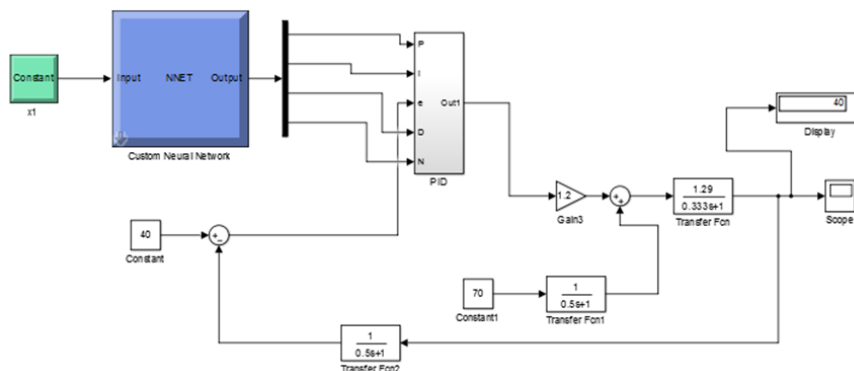 Constant
x1
Input NNET Output
Custom Neural Network
P
I
e
D
N
Out1
PID
40
Display
1.2
Gain3
+
+
1.29
0.333s+1
Transfer Fcn
Scope
40
Constant
+
−
70
Constant1
1
0.5s+1
Transfer Fcn1
1
0.5s+1
Transfer Fcn2